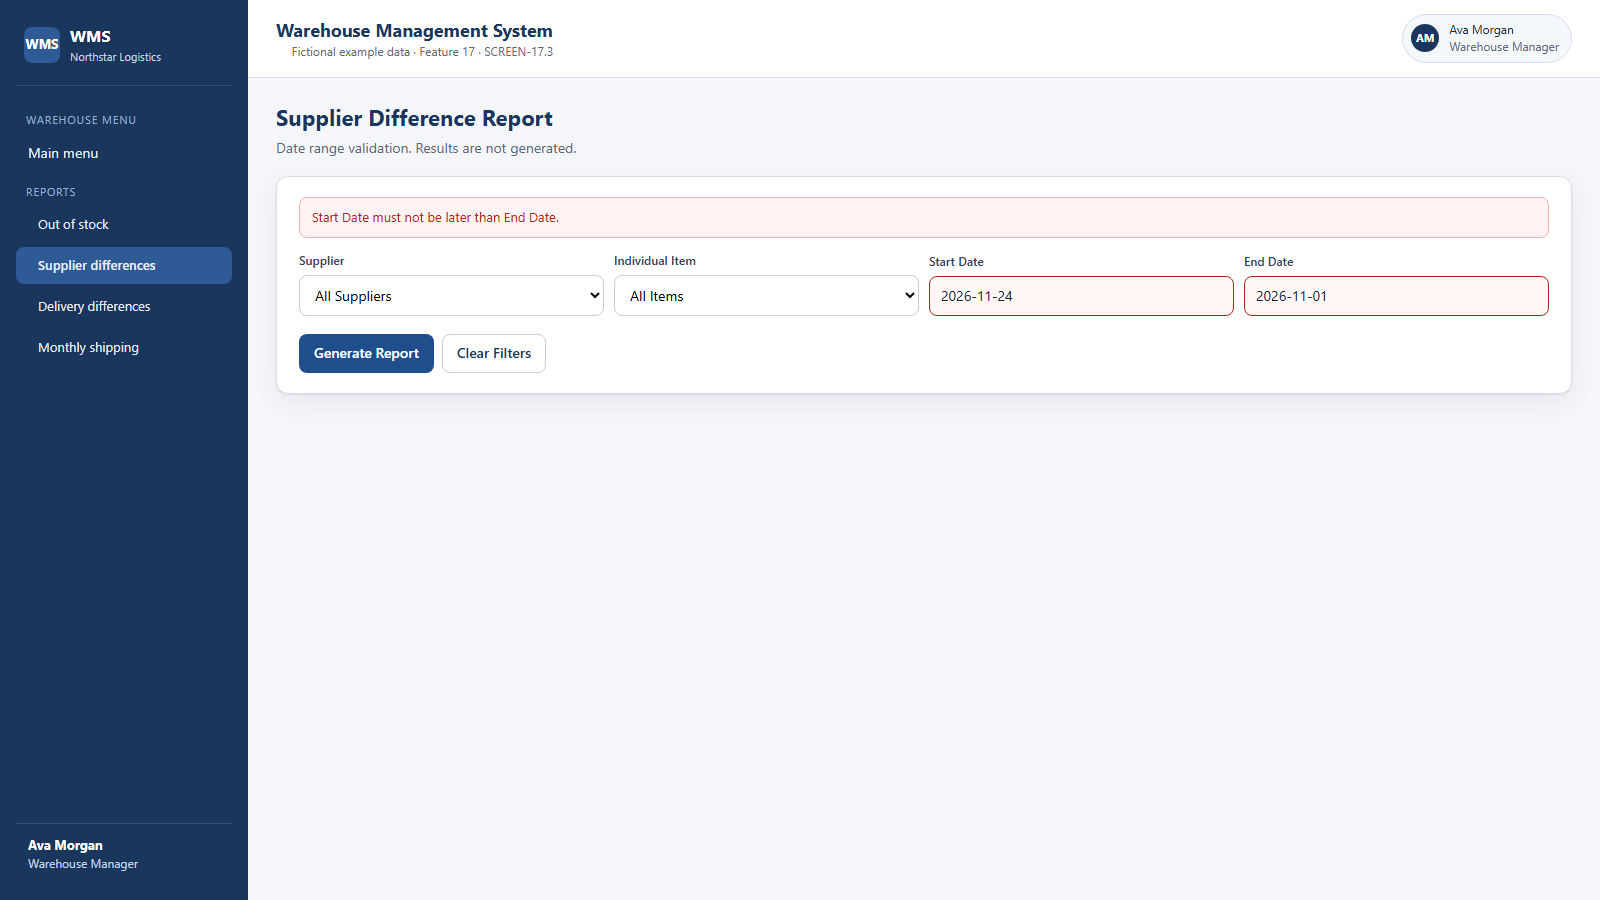 WMS
WMS
Northstar Logistics
WAREHOUSE MENU
Main menu
REPORTS
Out of stock
Supplier differences
Delivery differences
Monthly shipping
Ava Morgan
Warehouse Manager
Warehouse Management System
Fictional example data · Feature 17 · SCREEN-17.3
AM
Ava Morgan
Warehouse Manager
Supplier Difference Report
Date range validation. Results are not generated.
Start Date must not be later than End Date.
Supplier
Individual Item
Start Date
End Date
All Suppliers
All Items
2026-11-24
2026-11-01
Generate Report
Clear Filters